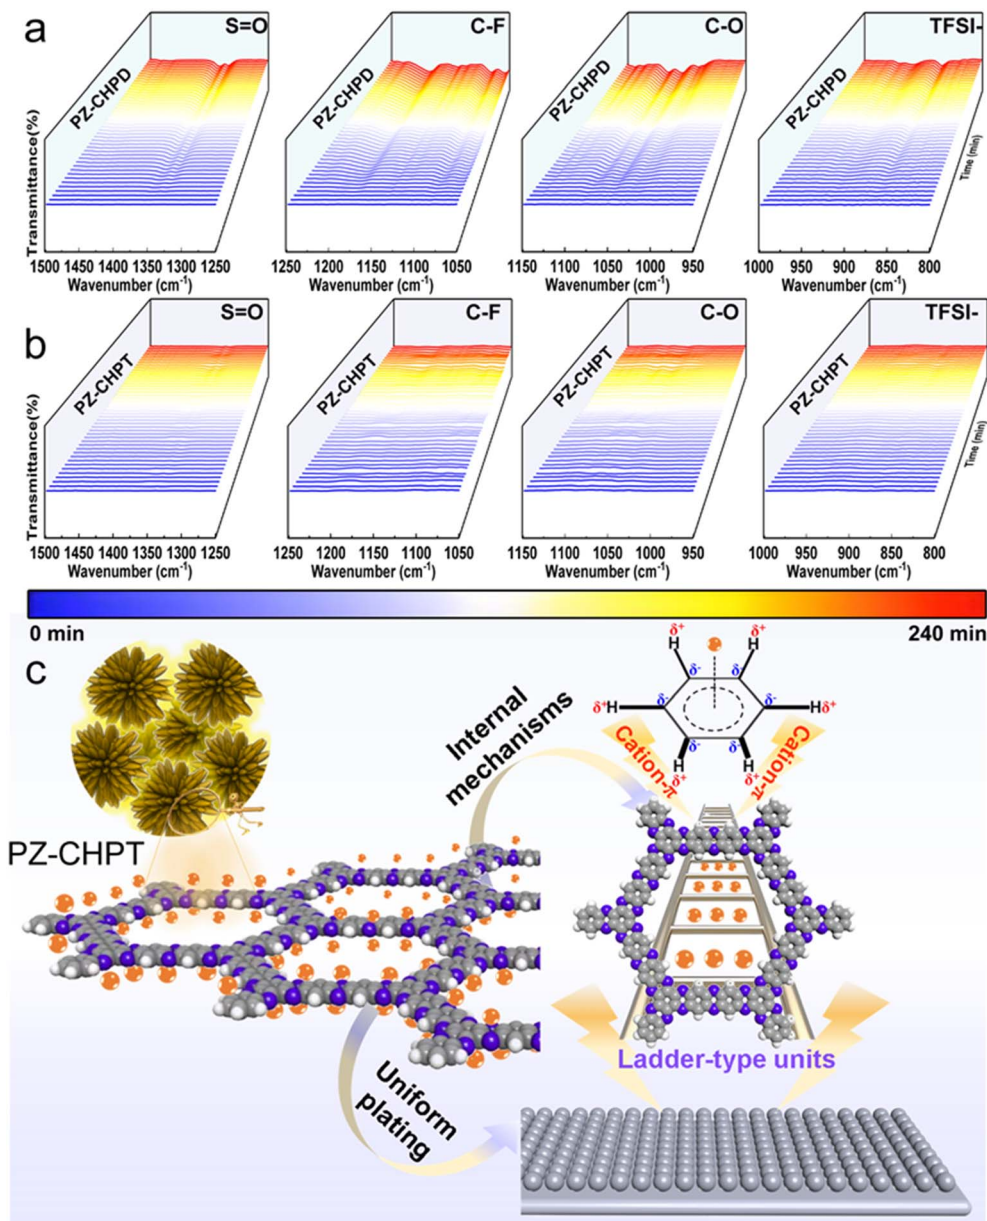 a
S=O
C-F
C-O
TFSI-
PZ-CHPD
PZ-CHPD
PZ-CHPD
PZ-CHPD
Transmittance(%)
Time (min)
1500 1450 1400 1350 1300 1250
1250 1200 1150 1100 1050
1150 1100 1050 1000 950
1000 950 900 850 800
Wavenumber (cm⁻¹)
Wavenumber (cm⁻¹)
Wavenumber (cm⁻¹)
Wavenumber (cm⁻¹)
b
S=O
C-F
C-O
TFSI-
PZ-CHPT
PZ-CHPT
PZ-CHPT
PZ-CHPT
Transmittance(%)
Time (min)
1500 1450 1400 1350 1300 1250
1250 1200 1150 1100 1050
1150 1100 1050 1000 950
1000 950 900 850 800
Wavenumber (cm⁻¹)
Wavenumber (cm⁻¹)
Wavenumber (cm⁻¹)
Wavenumber (cm⁻¹)
0 min
240 min
c
PZ-CHPT
Internal
mechanisms
δ⁺ δ⁺
H H
δ⁻ δ⁻
δ⁺H δ⁻ δ⁻ Hδ⁺
δ⁻ δ⁻
H H
δ⁺ δ⁺
Cation-π
Cation-π
Ladder-type units
Uniform
plating